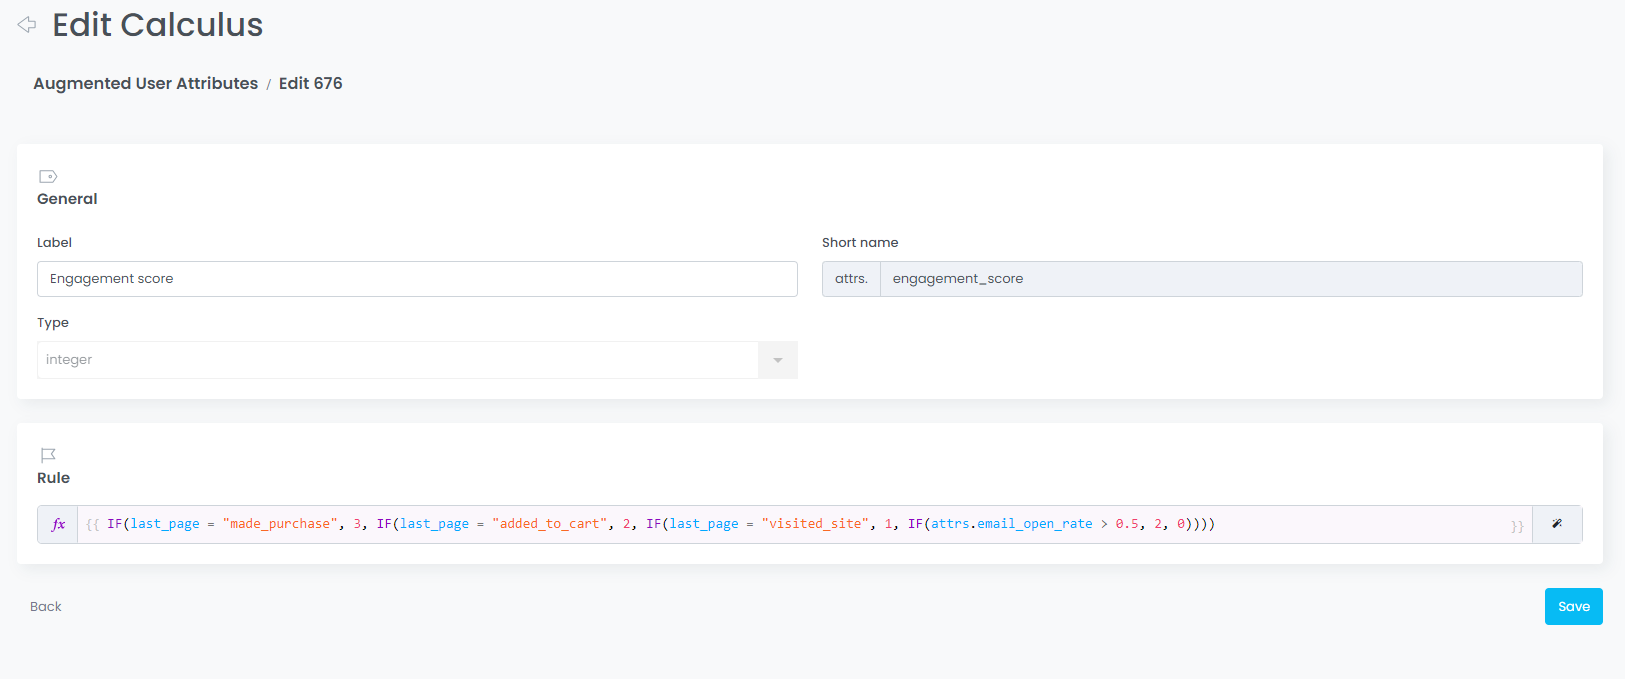 Edit Calculus
Augmented User Attributes / Edit 676
General
Label
Short name
Engagement score
attrs. engagement_score
Type
integer
Rule
fx {{ IF(last_page = "made_purchase", 3, IF(last_page = "added_to_cart", 2, IF(last_page = "visited_site", 1, IF(attrs.email_open_rate > 0.5, 2, 0)))) }}
Back
Save